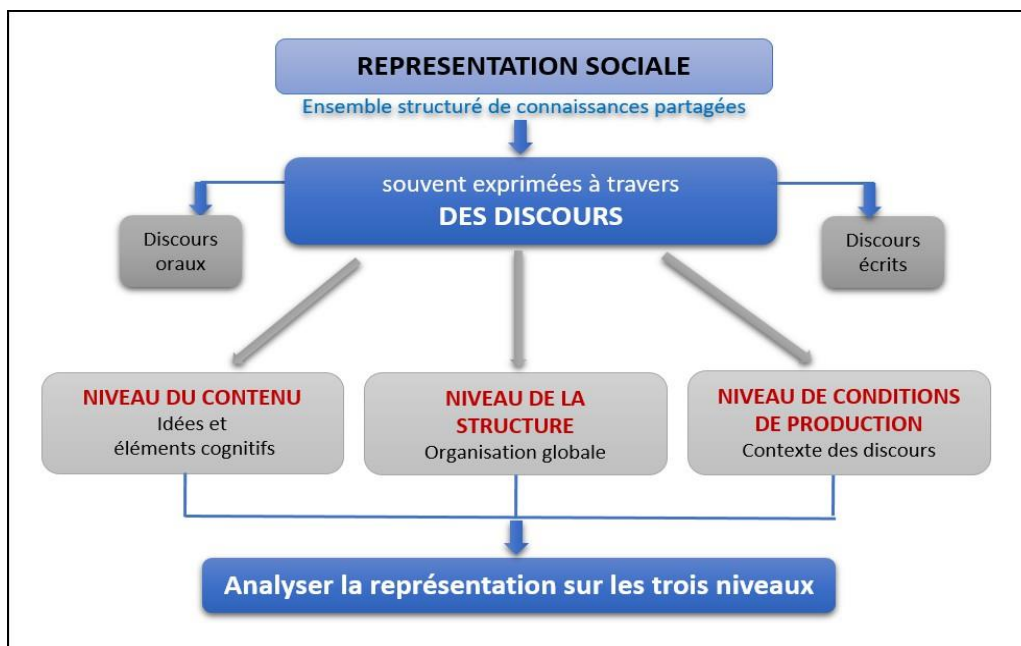 REPRESENTATION SOCIALE
Ensemble structuré de connaissances partagées
souvent exprimées à travers
DES DISCOURS
Discours
oraux
Discours
écrits
NIVEAU DU CONTENU
Idées et
éléments cognitifs
NIVEAU DE LA
STRUCTURE
Organisation globale
NIVEAU DE CONDITIONS
DE PRODUCTION
Contexte des discours
Analyser la représentation sur les trois niveaux